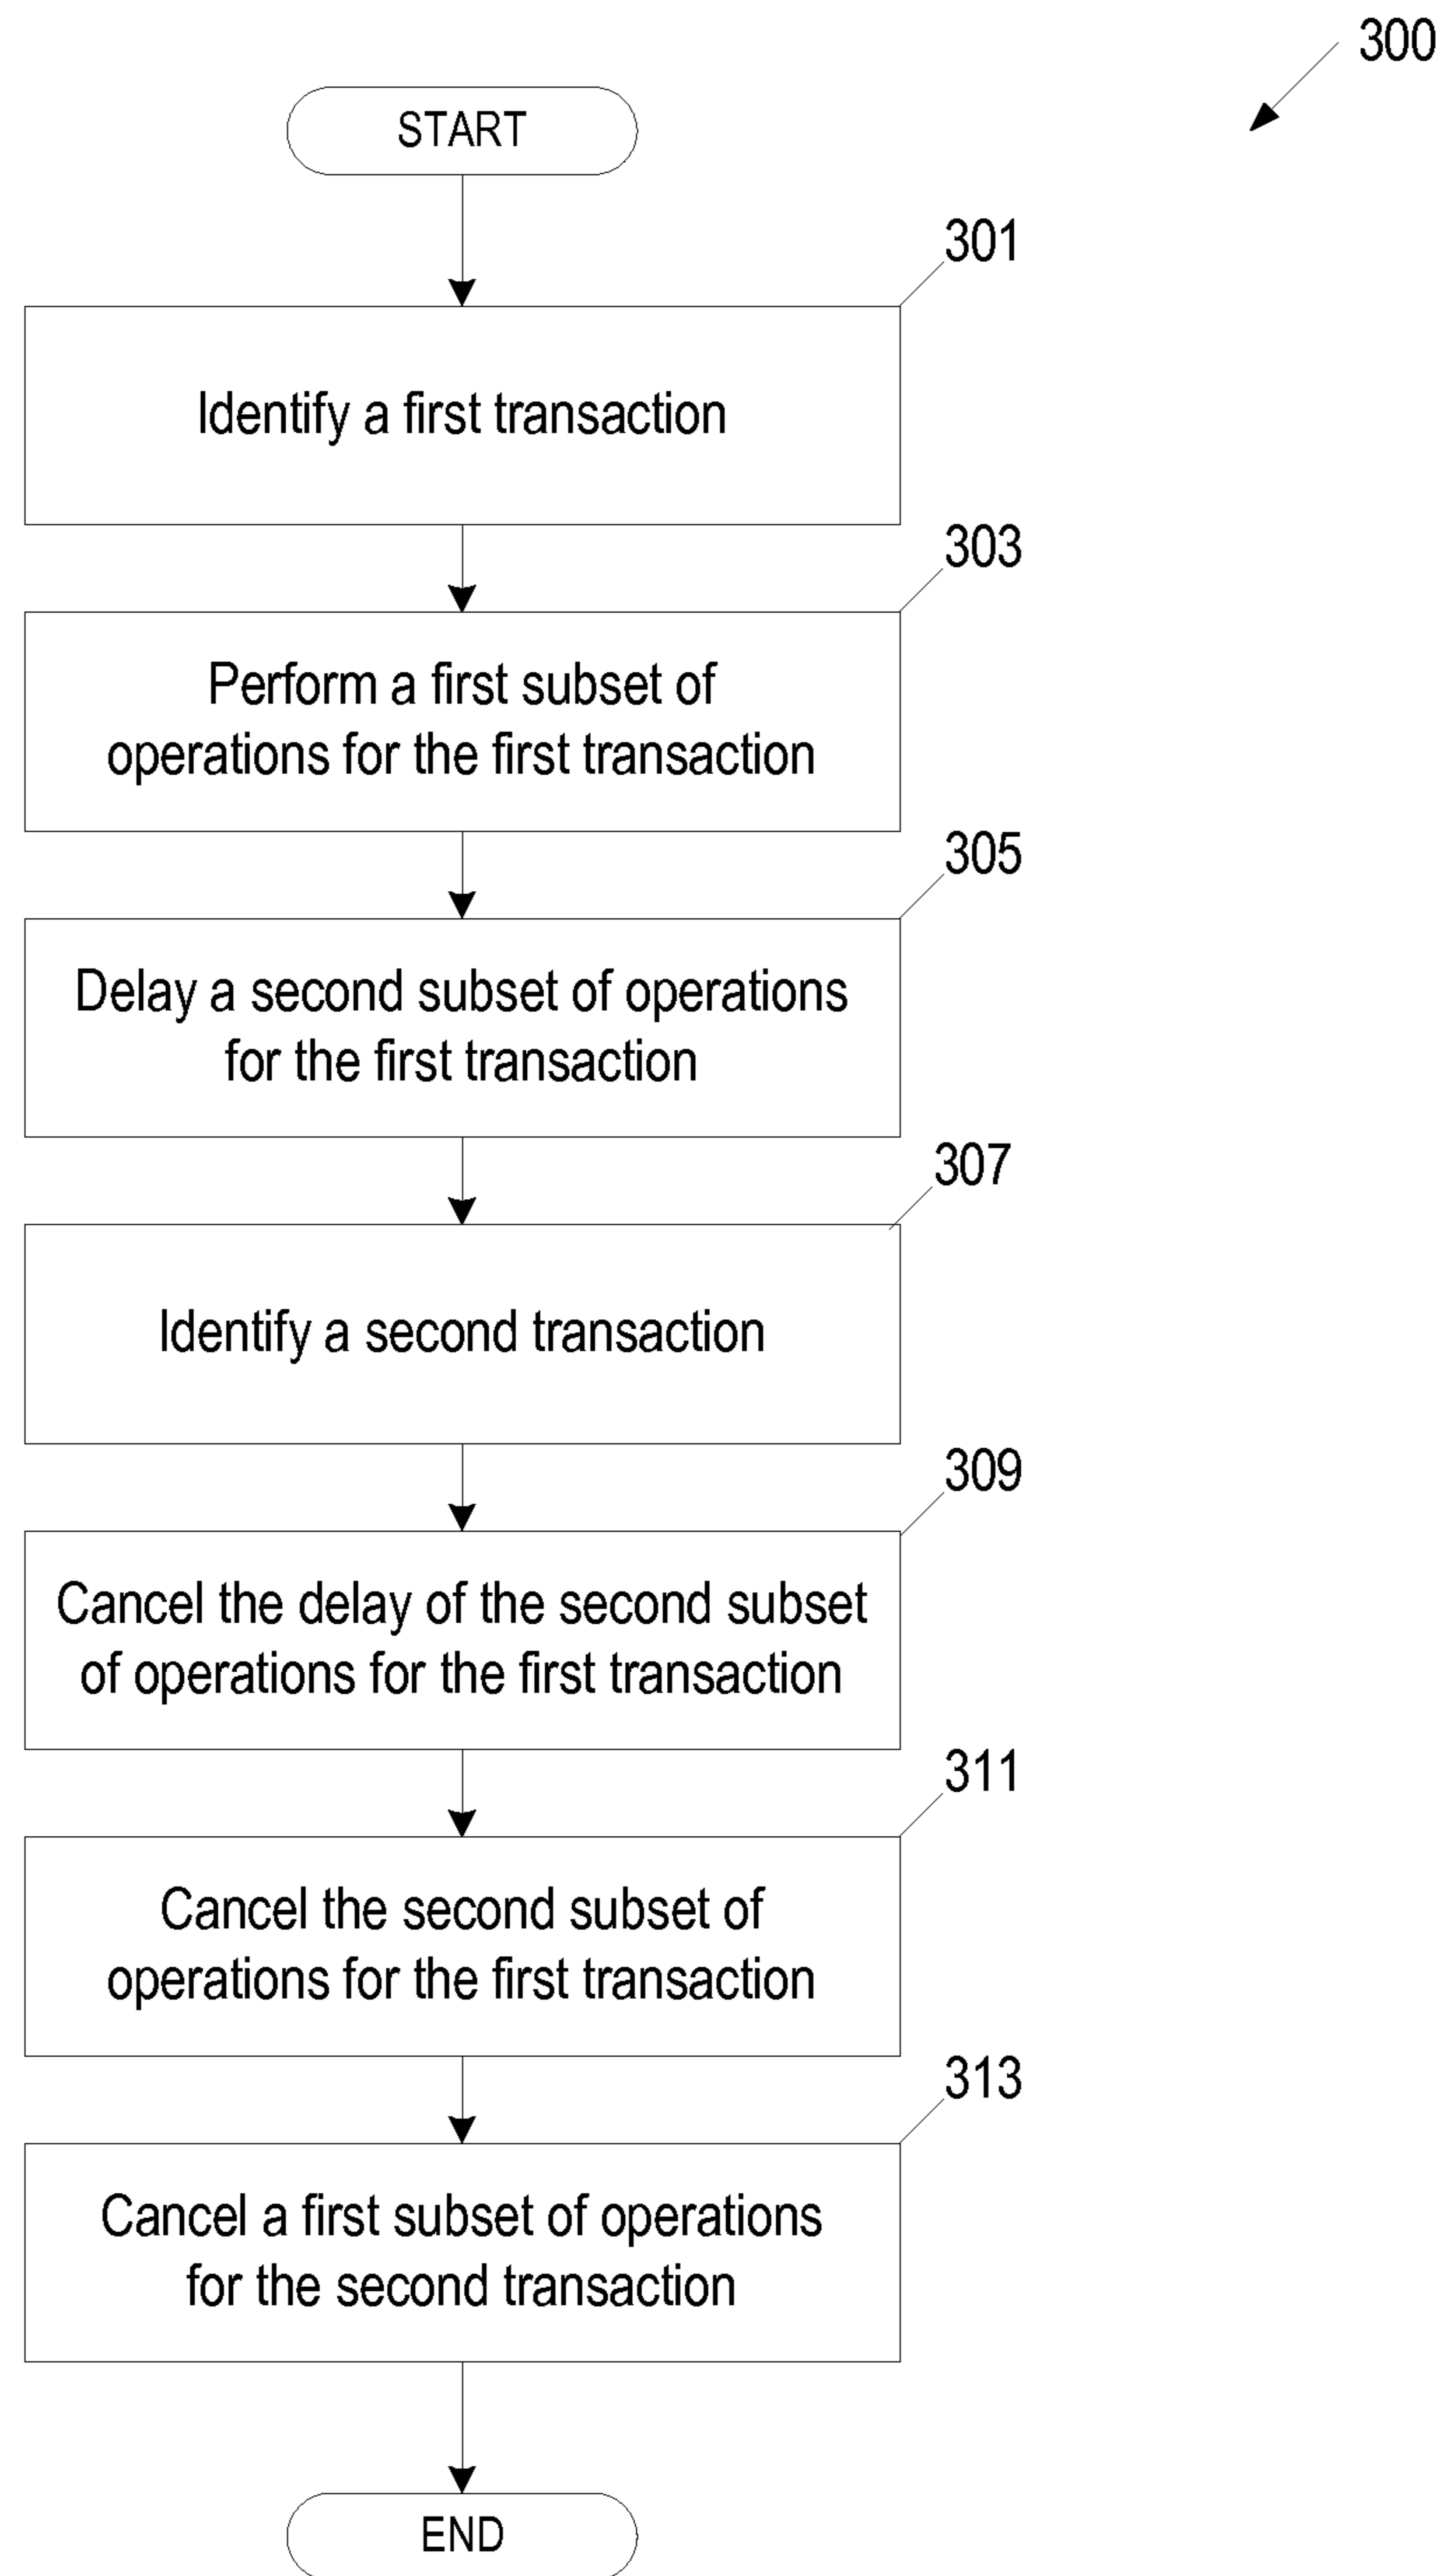 300
START
301
Identify a first transaction
303
Perform a first subset of
operations for the first transaction
305
Delay a second subset of operations
for the first transaction
307
Identify a second transaction
309
Cancel the delay of the second subset
of operations for the first transaction
311
Cancel the second subset of
operations for the first transaction
313
Cancel a first subset of operations
for the second transaction
END